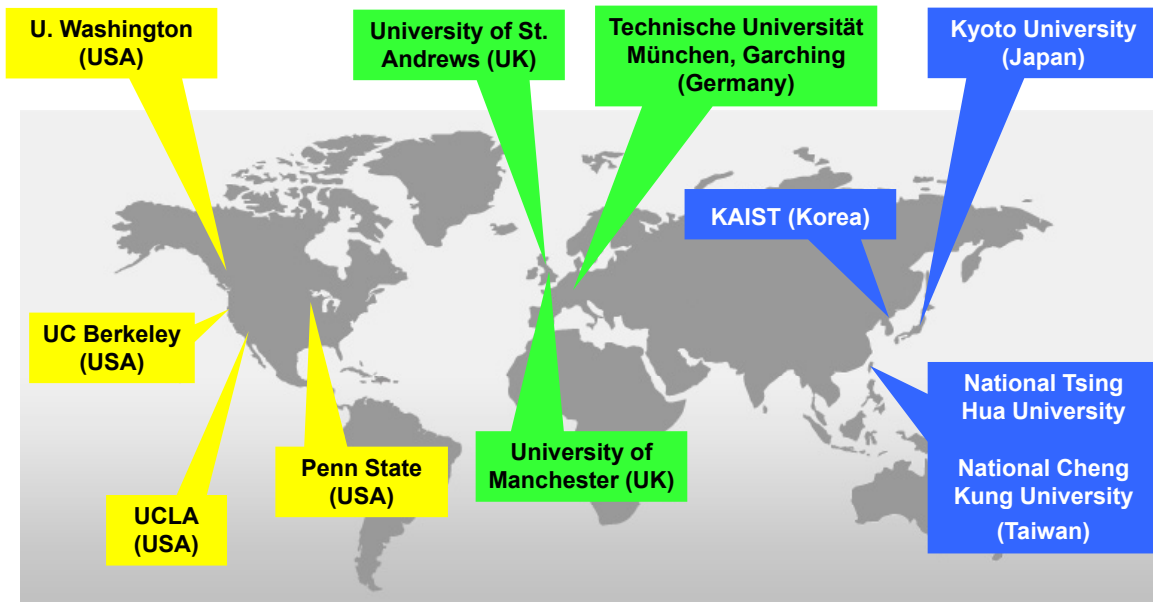 U. Washington
(USA)
University of St.
Andrews (UK)
Technische Universität
München, Garching
(Germany)
Kyoto University
(Japan)
KAIST (Korea)
UC Berkeley
(USA)
National Tsing
Hua University
National Cheng
Kung University
(Taiwan)
University of
Manchester (UK)
Penn State
(USA)
UCLA
(USA)